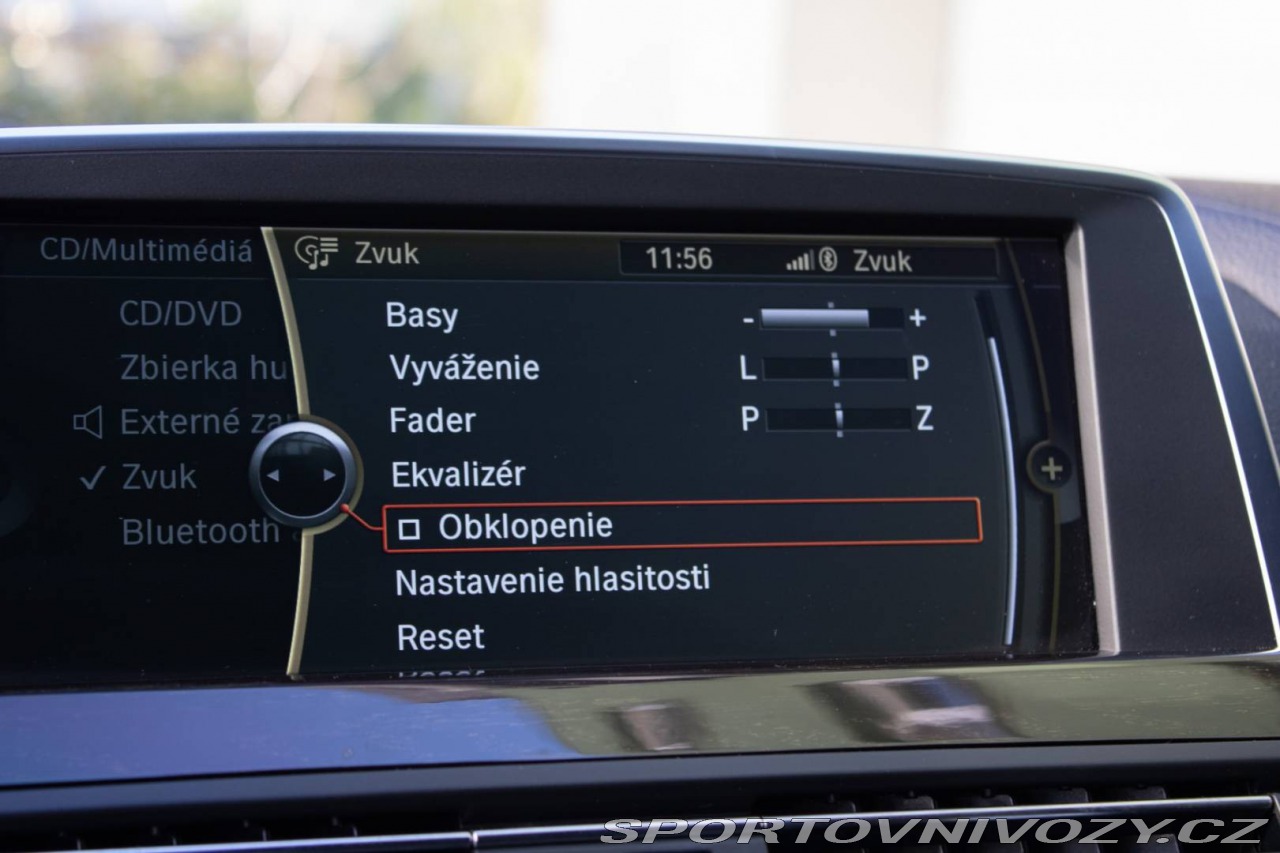 CD/Multimédiá
Zvuk
11:56
Zvuk
CD/DVD
Zbierka hu
Externé za
Zvuk
Bluetooth
Basy - +
Vyváženie L P
Fader P Z
Ekvalizér
Obklopenie
Nastavenie hlasitosti
Reset
SPORTOVNIVOZY.CZ